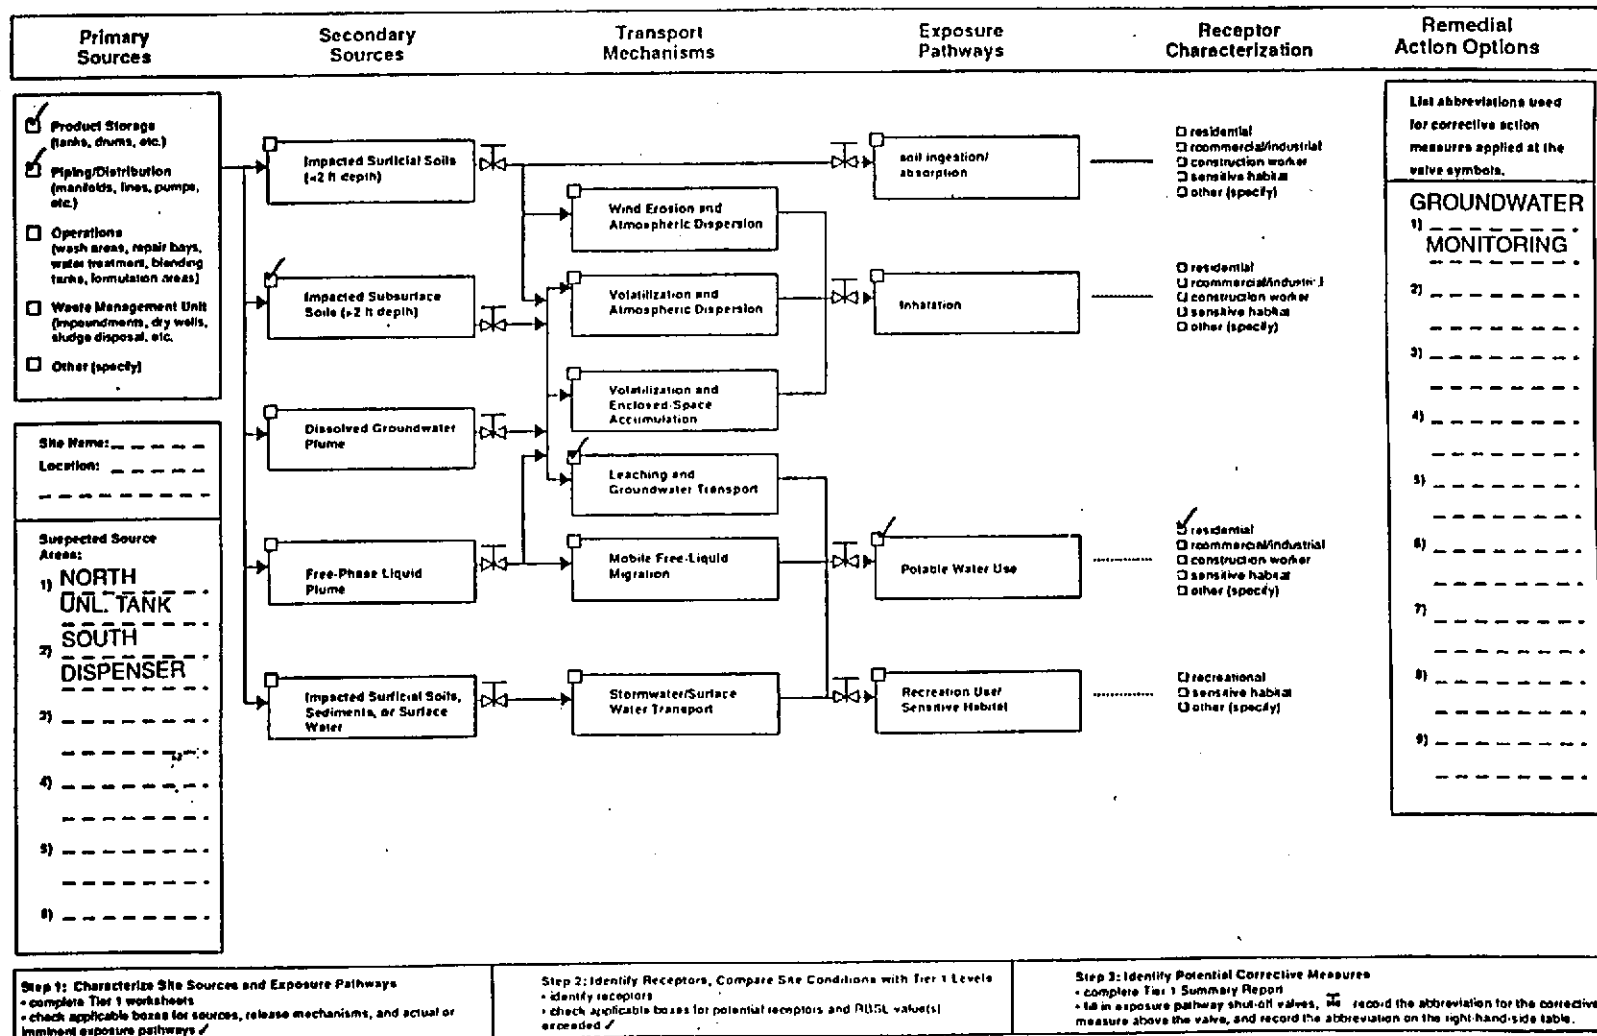 Primary
Sources
Secondary
Sources
Transport
Mechanisms
Exposure
Pathways
Receptor
Characterization
Remedial
Action Options
Product Storage
(tanks, drums, etc.)
Piping/Distribution
(manifolds, lines, pumps,
etc.)
Operations
(wash areas, repair bays,
water treatment, blending
tanks, formulation areas)
Waste Management Unit
(impoundments, dry wells,
sludge disposal, etc.
Other (specify)
Site Name:
Location:
Suspected Source
Areas:
1) NORTH
UNL. TANK
2) SOUTH
DISPENSER
3)
4)
5)
6)
Impacted Surficial Soils
(<2 ft depth)
Impacted Subsurface
Soils (>2 ft depth)
Dissolved Groundwater
Plume
Free-Phase Liquid
Plume
Impacted Surficial Soils,
Sediments, or Surface
Water
Wind Erosion and
Atmospheric Dispersion
Volatilization and
Atmospheric Dispersion
Volatilization and
Enclosed-Space
Accumulation
Leaching and
Groundwater Transport
Mobile Free-Liquid
Migration
Stormwater/Surface
Water Transport
soil ingestion/
absorption
Inhalation
Potable Water Use
Recreation Use/
Sensitive Habitat
residential
rcommercial/industrial
construction worker
sensitive habitat
other (specify)
residential
rcommercial/industrial
construction worker
sensitive habitat
other (specify)
residential
rcommercial/industrial
construction worker
sensitive habitat
other (specify)
recreational
sensitive habitat
other (specify)
List abbreviations used
for corrective action
measures applied at the
valve symbols.
GROUNDWATER
1)
MONITORING
2)
3)
4)
5)
6)
7)
8)
9)
Step 1: Characterize Site Sources and Exposure Pathways
• complete Tier 1 worksheets
• check applicable boxes for sources, release mechanisms, and actual or
imminent exposure pathways ✓
Step 2: Identify Receptors, Compare Site Conditions with Tier 1 Levels
• identify receptors
• check applicable boxes for potential receptors and RBSL value(s)
exceeded ✓
Step 3: Identify Potential Corrective Measures
• complete Tier 1 Summary Report
• fill in exposure pathway shut-off valves, record the abbreviation for the corrective
measure above the valve, and record the abbreviation on the right-hand-side table.